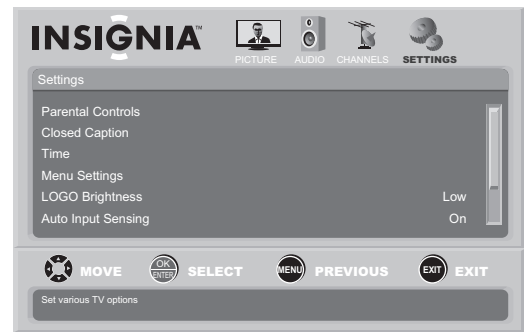 INSIGNIA™
PICTURE AUDIO CHANNELS SETTINGS
Settings
Parental Controls
Closed Caption
Time
Menu Settings
LOGO Brightness Low
Auto Input Sensing On
MOVE OK ENTER SELECT MENU PREVIOUS EXIT EXIT
Set various TV options